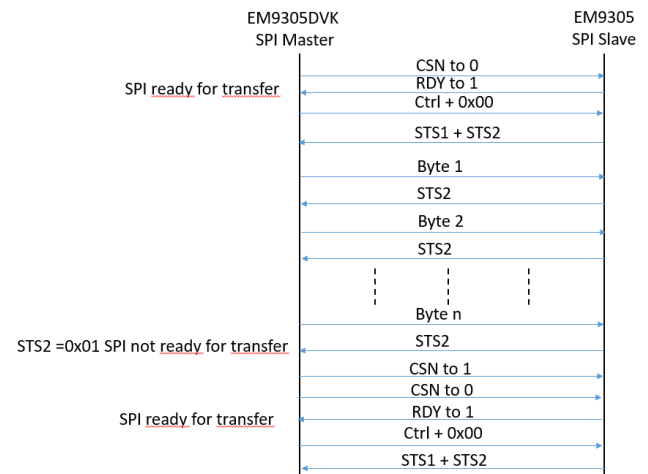 EM9305DVK
SPI Master
EM9305
SPI Slave
CSN to 0
RDY to 1
SPI ready for transfer
Ctrl + 0x00
STS1 + STS2
Byte 1
STS2
Byte 2
STS2
Byte n
STS2 =0x01 SPI not ready for transfer
STS2
CSN to 1
CSN to 0
RDY to 1
SPI ready for transfer
Ctrl + 0x00
STS1 + STS2